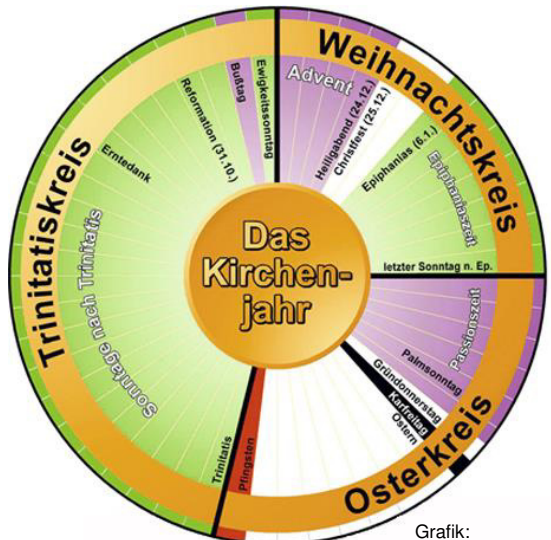 Das
Kirchen-
jahr
Weihnachtskreis
Advent
Heiligabend (24.12.)
Christfest (25.12.)
Epiphanias (6.1.)
Epiphaniaszeit
letzter Sonntag n. Ep.
Osterkreis
Passionszeit
Palmsonntag
Gründonnerstag
Karfreitag
Ostern
Pfingsten
Trinitatiskreis
Trinitatis
Sonntage nach Trinitatis
Erntedank
Reformation (31.10.)
Bußtag
Ewigkeitssonntag
Grafik: